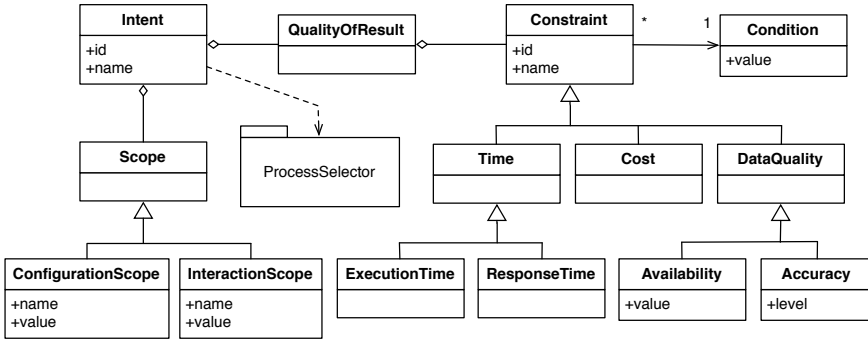 Intent
+id
+name
QualityOfResult
Constraint
+id
+name
*
1
Condition
+value
Scope
ProcessSelector
Time
Cost
DataQuality
ConfigurationScope
+name
+value
InteractionScope
+name
+value
ExecutionTime
ResponseTime
Availability
+value
Accuracy
+level